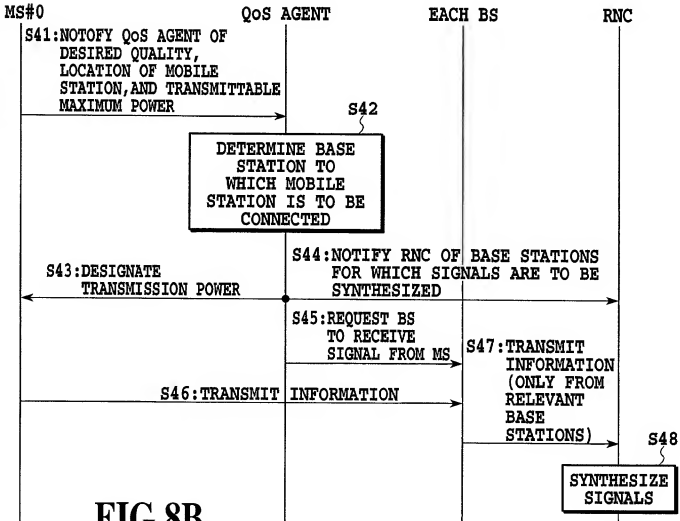 MS#0 QoS AGENT EACH BS RNC
S41:NOTOFY QoS AGENT OF
DESIRED QUALITY,
LOCATION OF MOBILE
STATION,AND TRANSMITTABLE
MAXIMUM POWER
S42
DETERMINE BASE
STATION TO
WHICH MOBILE
STATION IS TO BE
CONNECTED
S43:DESIGNATE
TRANSMISSION POWER
S44:NOTIFY RNC OF BASE STATIONS
FOR WHICH SIGNALS ARE TO BE
SYNTHESIZED
S45:REQUEST BS
TO RECEIVE
SIGNAL FROM MS
S46:TRANSMIT INFORMATION
S47:TRANSMIT
INFORMATION
(ONLY FROM
RELEVANT
BASE
STATIONS)
S48
SYNTHESIZE
SIGNALS
FIG.8B